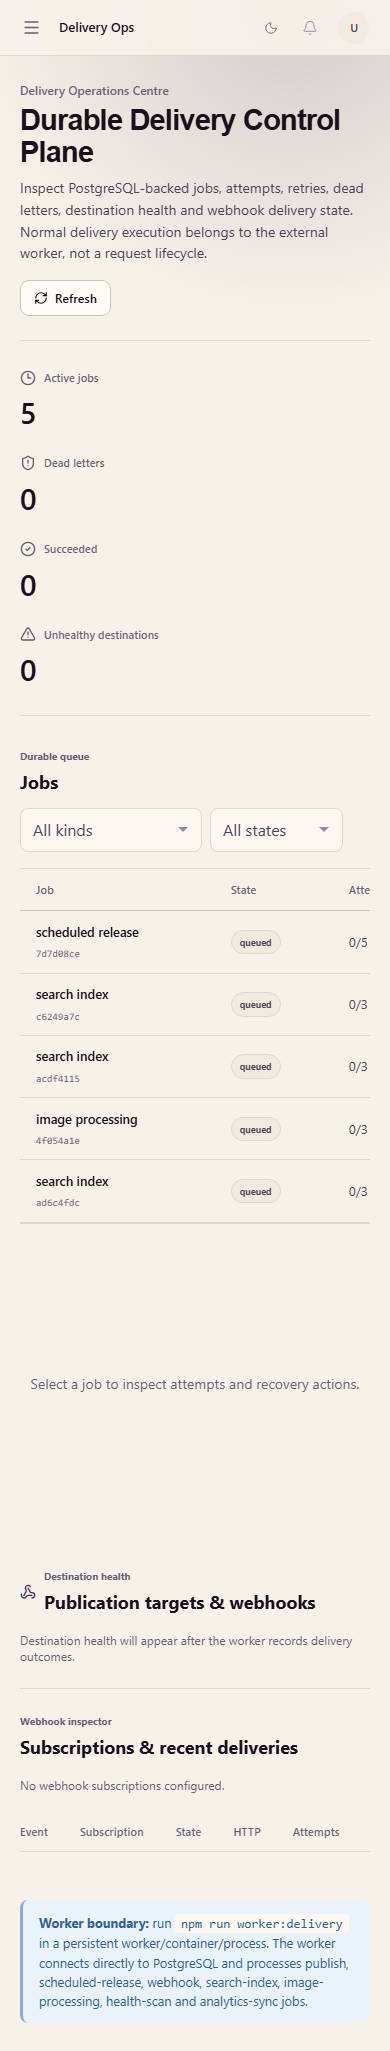 Delivery Ops
U
Delivery Operations Centre
Durable Delivery Control
Plane
Inspect PostgreSQL-backed jobs, attempts, retries, dead
letters, destination health and webhook delivery state.
Normal delivery execution belongs to the external
worker, not a request lifecycle.
Refresh
Active jobs
5
Dead letters
0
Succeeded
0
Unhealthy destinations
0
Durable queue
Jobs
All kinds All states
Job State Atte
scheduled release queued 0/5
7d7d08ce
search index queued 0/3
c6249a7c
search index queued 0/3
acdf4115
image processing queued 0/3
4f054a1e
search index queued 0/3
ad6c4fdc
Select a job to inspect attempts and recovery actions.
Destination health
Publication targets & webhooks
Destination health will appear after the worker records delivery
outcomes.
Webhook inspector
Subscriptions & recent deliveries
No webhook subscriptions configured.
Event Subscription State HTTP Attempts
Worker boundary: run npm run worker:delivery
in a persistent worker/container/process. The worker
connects directly to PostgreSQL and processes publish,
scheduled-release, webhook, search-index, image-
processing, health-scan and analytics-sync jobs.